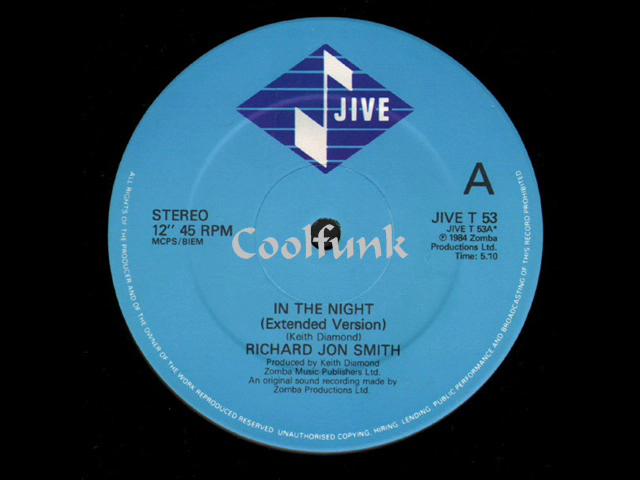 JIVE
A
STEREO
12" 45 RPM
MCPS/BIEM
JIVE T 53
JIVE T 53A*
℗ 1984 Zomba
Productions Ltd.
Time: 5.10
Coolfunk
IN THE NIGHT
(Extended Version)
(Keith Diamond)
RICHARD JON SMITH
Produced by Keith Diamond
Zomba Music Publishers Ltd.
An original sound recording made by
Zomba Productions Ltd.
ALL RIGHTS OF THE PRODUCER AND OF THE OWNER OF THE WORK REPRODUCED RESERVED. UNAUTHORISED COPYING, HIRING, LENDING, PUBLIC PERFORMANCE AND BROADCASTING OF THIS RECORD PROHIBITED